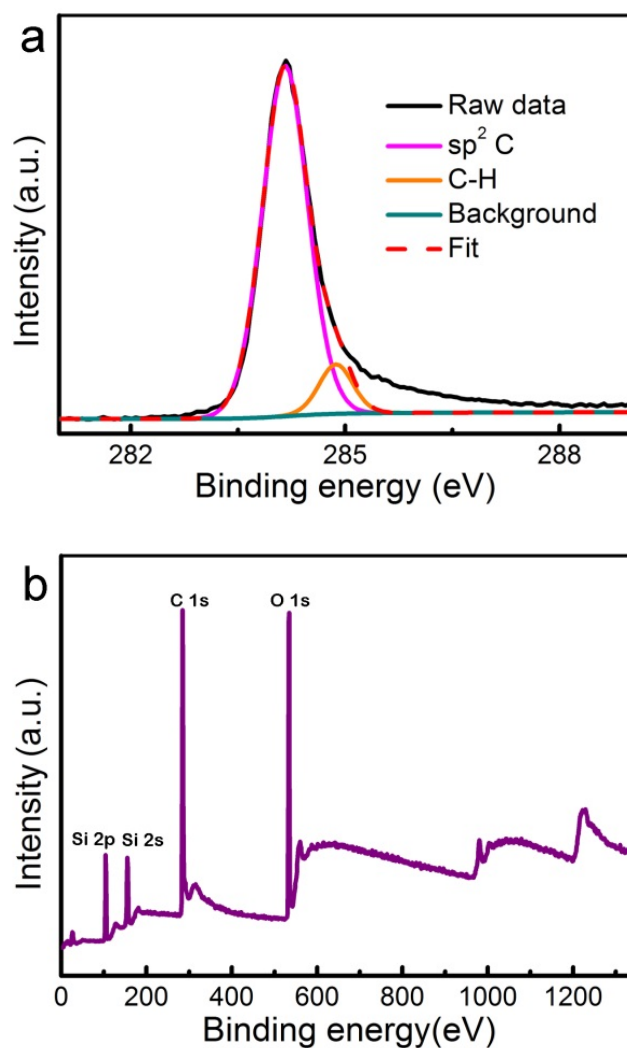 a
Intensity (a.u.)
Raw data
sp² C
C-H
Background
Fit
282 285 288
Binding energy (eV)
b
Intensity (a.u.)
C 1s O 1s
Si 2p Si 2s
0 200 400 600 800 1000 1200
Binding energy(eV)